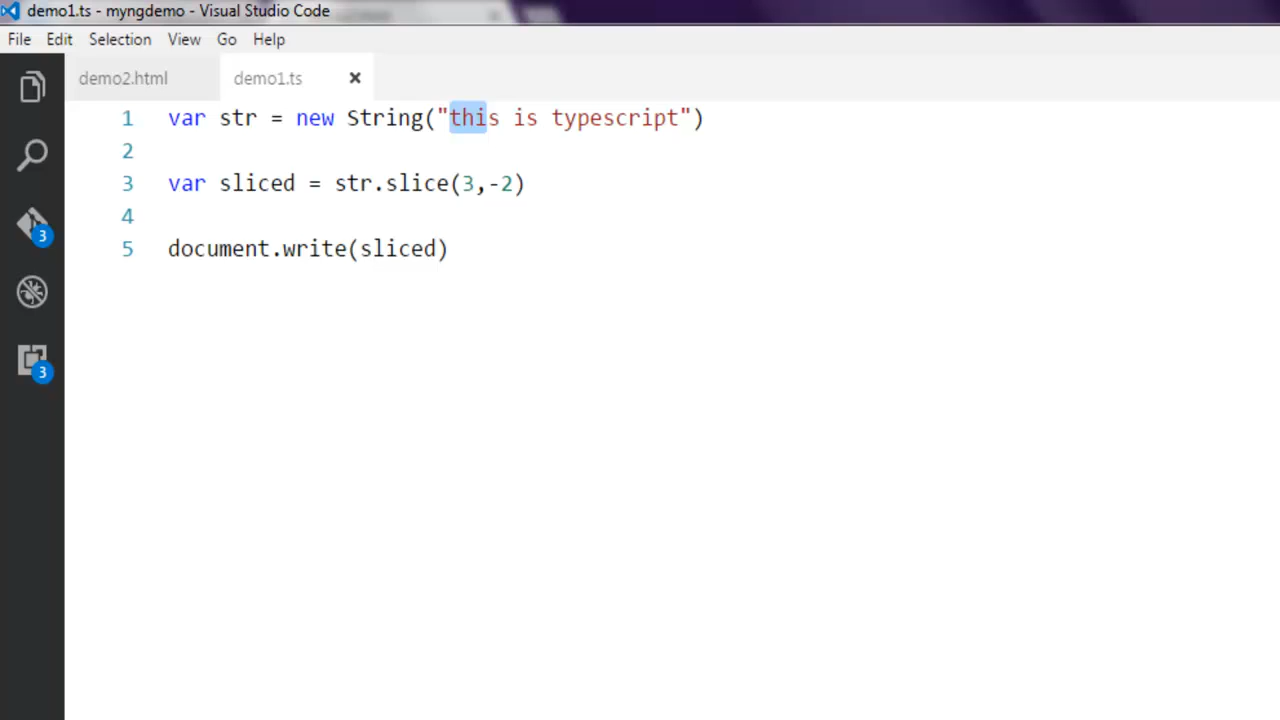 demo1.ts - myngdemo - Visual Studio Code
File Edit Selection View Go Help
demo2.html demo1.ts ×
1 var str = new String("this is typescript")
2
3 var sliced = str.slice(3,-2)
4
5 document.write(sliced)
3
3